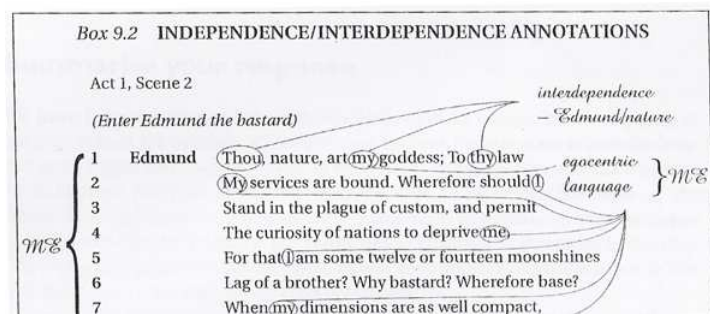 Box 9.2 INDEPENDENCE/INTERDEPENDENCE ANNOTATIONS
Act 1, Scene 2
interdependence
– Edmund/nature
(Enter Edmund the bastard)
1 Edmund Thou, nature, art my goddess; To thy law
egocentric
language
ME
2 My services are bound. Wherefore should I
3 Stand in the plague of custom, and permit
4 The curiosity of nations to deprive me,
ME
5 For that I am some twelve or fourteen moonshines
6 Lag of a brother? Why bastard? Wherefore base?
7 When my dimensions are as well compact,